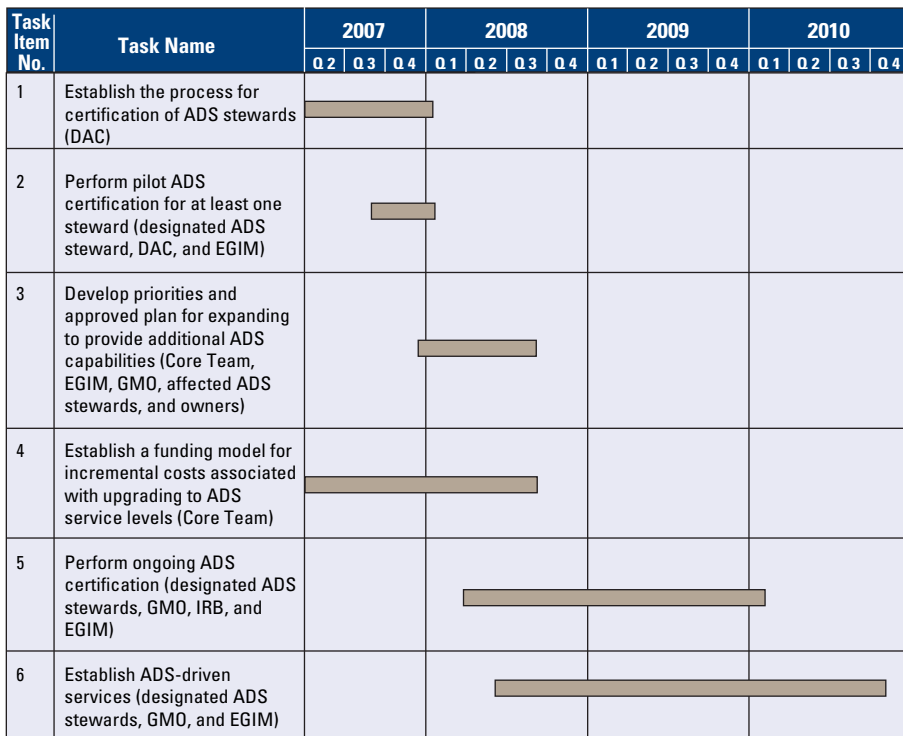 Task
Item
No.
Task Name
2007
2008
2009
2010
Q 2 Q 3 Q 4 Q 1 Q 2 Q 3 Q 4 Q 1 Q 2 Q 3 Q 4 Q 1 Q 2 Q 3 Q 4
1 Establish the process for
certification of ADS stewards
(DAC)
2 Perform pilot ADS
certification for at least one
steward (designated ADS
steward, DAC, and EGIM)
3 Develop priorities and
approved plan for expanding
to provide additional ADS
capabilities (Core Team,
EGIM, GMO, affected ADS
stewards, and owners)
4 Establish a funding model for
incremental costs associated
with upgrading to ADS
service levels (Core Team)
5 Perform ongoing ADS
certification (designated ADS
stewards, GMO, IRB, and
EGIM)
6 Establish ADS-driven
services (designated ADS
stewards, GMO, and EGIM)